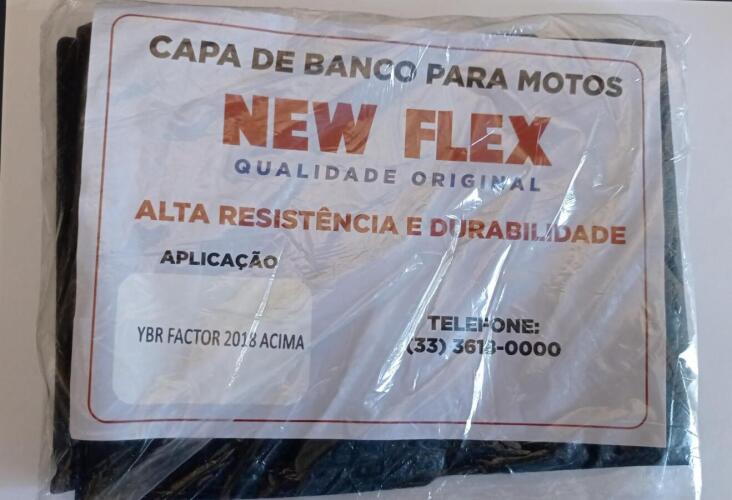 CAPA DE BANCO PARA MOTOS
NEW FLEX
QUALIDADE ORIGINAL
ALTA RESISTÊNCIA E DURABILIDADE
APLICAÇÃO
YBR FACTOR 2018 ACIMA
TELEFONE:
(33) 3613-0000